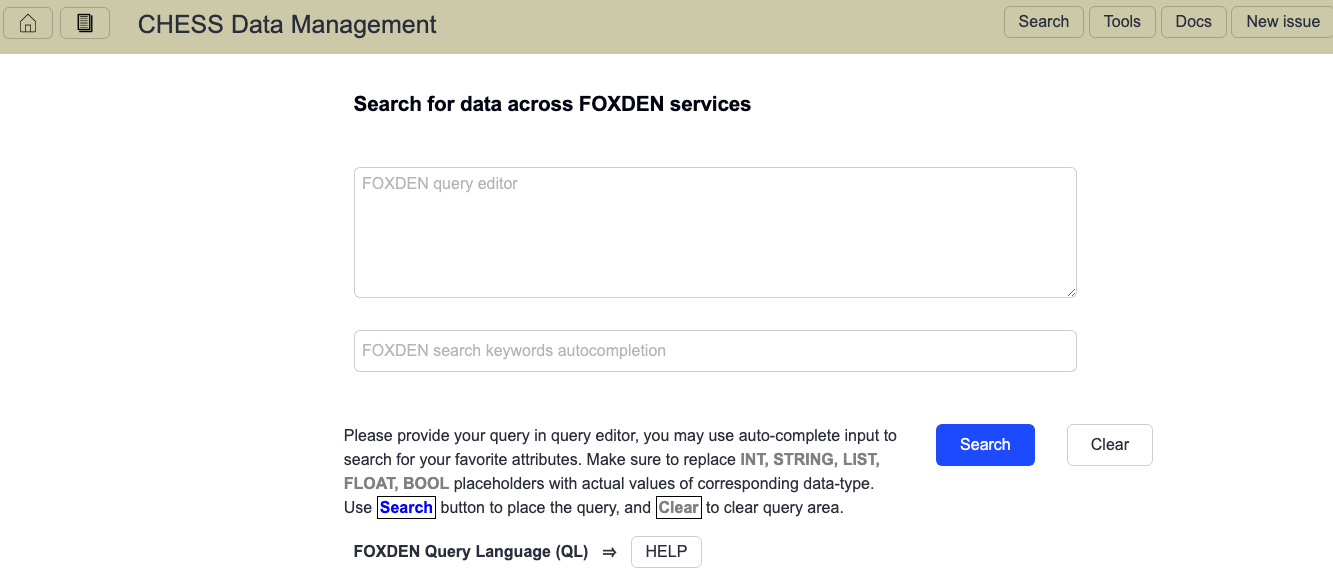 CHESS Data Management
Search
Tools
Docs
New issue
Search for data across FOXDEN services
FOXDEN query editor
FOXDEN search keywords autocompletion
Please provide your query in query editor, you may use auto-complete input to
search for your favorite attributes. Make sure to replace INT, STRING, LIST,
FLOAT, BOOL placeholders with actual values of corresponding data-type.
Use Search button to place the query, and Clear to clear query area.
Search
Clear
FOXDEN Query Language (QL) ⇒ HELP